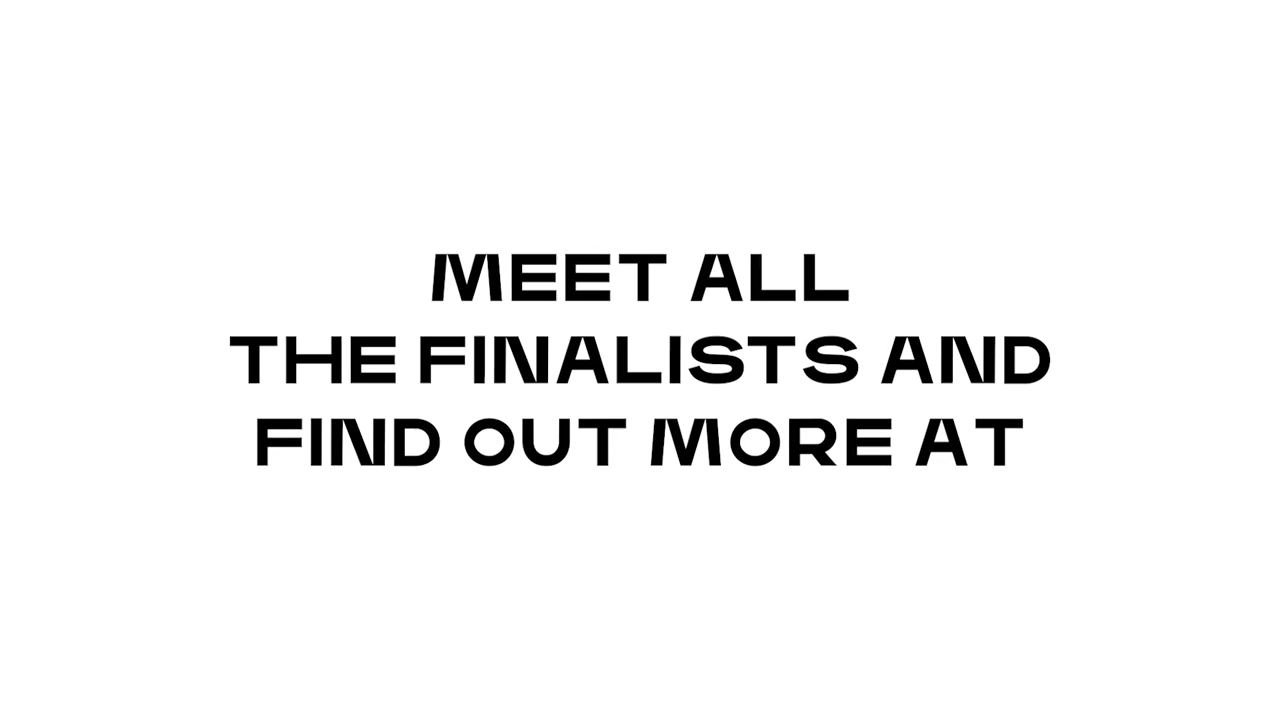 MEET ALL
THE FINALISTS AND
FIND OUT MORE AT